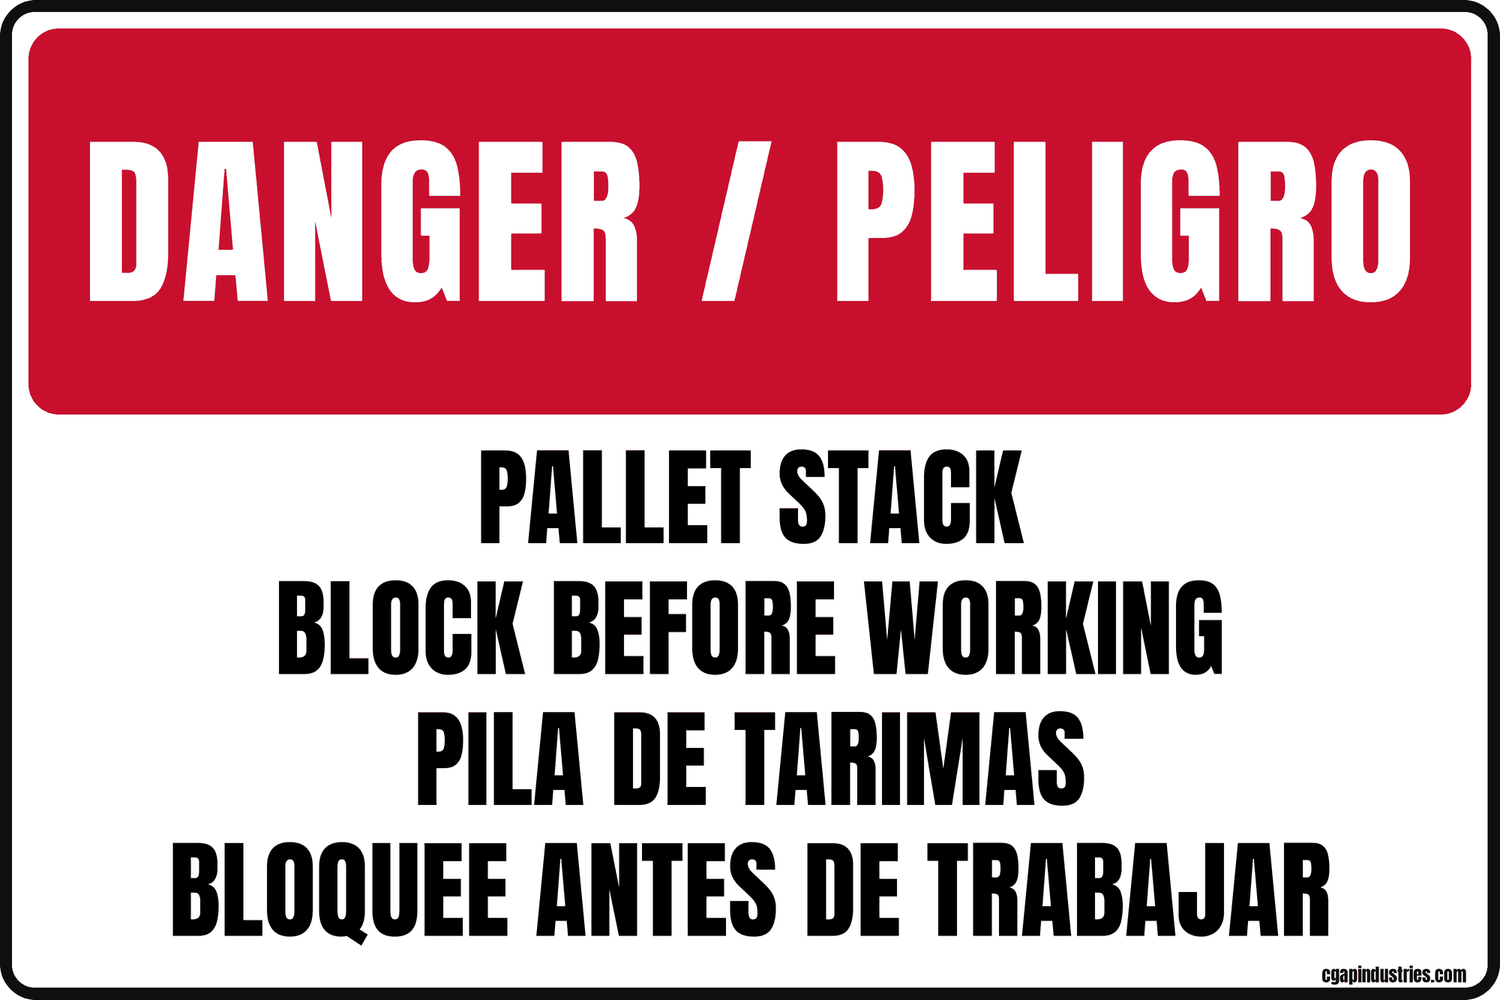 DANGER / PELIGRO
PALLET STACK
BLOCK BEFORE WORKING
PILA DE TARIMAS
BLOQUEE ANTES DE TRABAJAR
cgapindustries.com